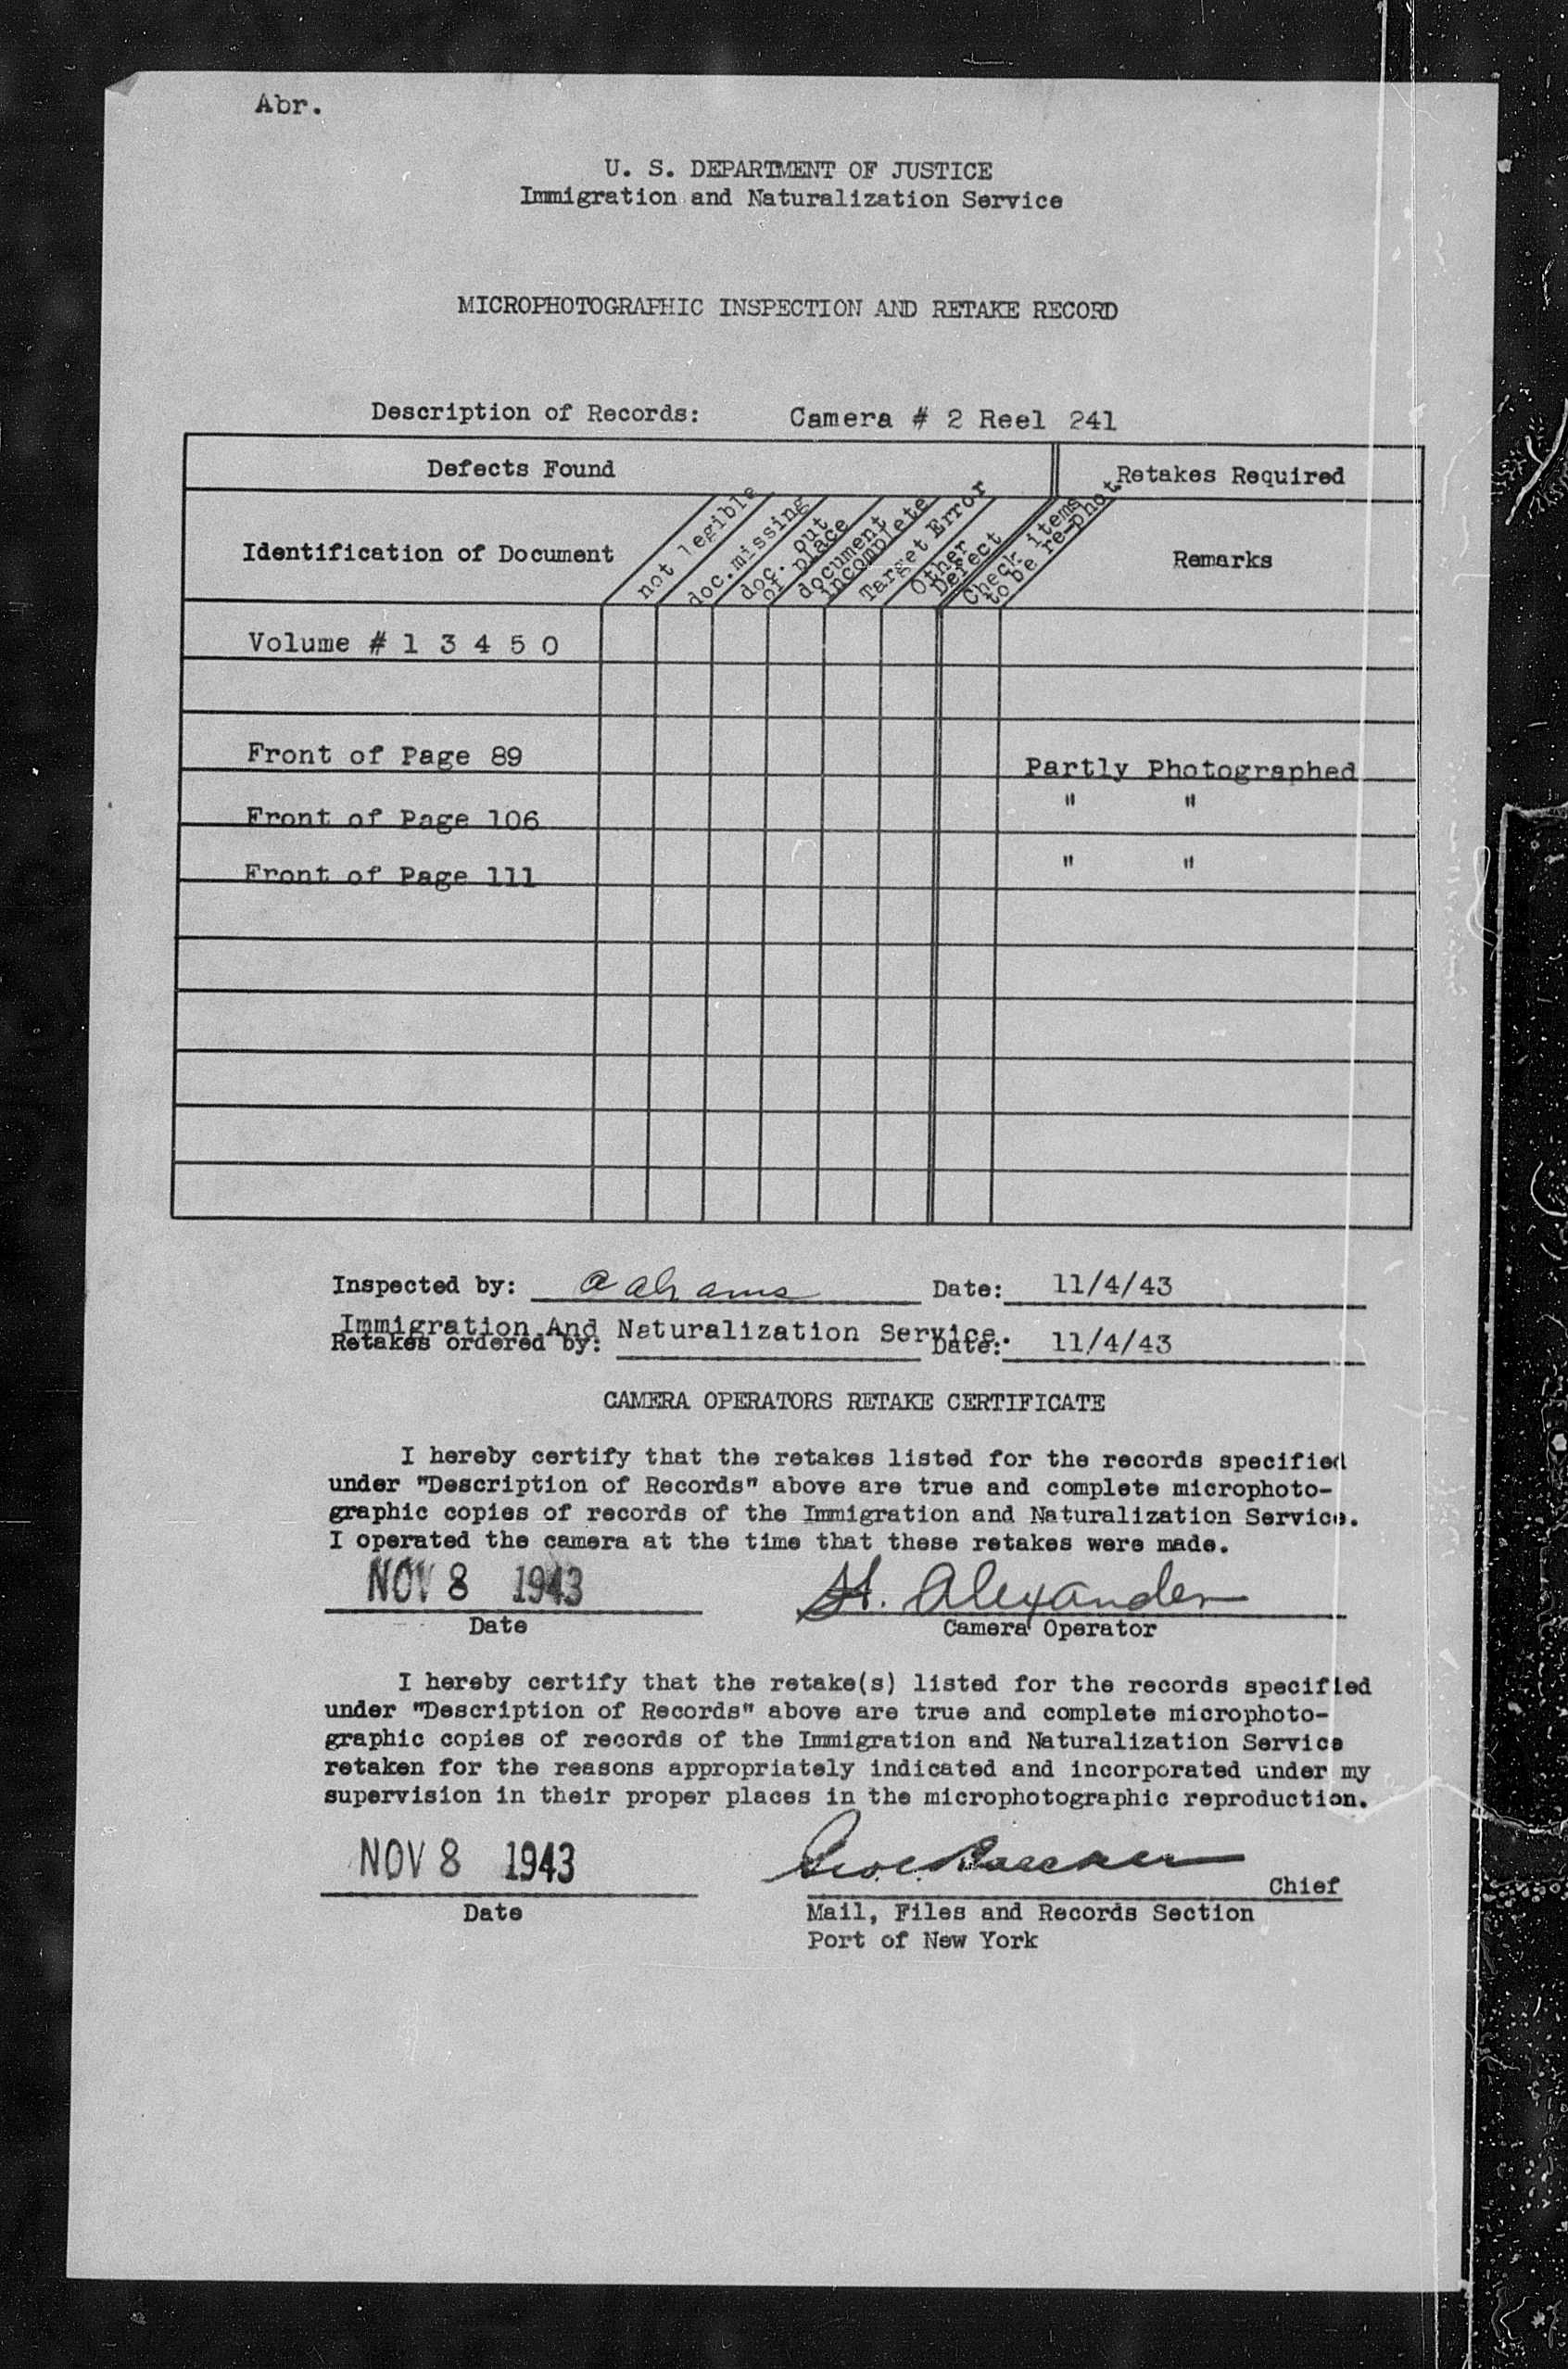 Abr.
U. S. DEPARTMENT OF JUSTICE
Immigration and Naturalization Service
MICROPHOTOGRAPHIC INSPECTION AND RETAKE RECORD
Description of Records: Camera # 2 Reel 241
Defects Found
Retakes Required
Identification of Document
not legible
doc.missing
doc. out
of place
document
incomplete
Target Error
Other
Defect
Check items
to be re-phot.
Remarks
Volume # 1 3 4 5 0
Front of Page 89 Partly Photographed
Front of Page 106 " "
Front of Page 111 " "
Inspected by: Date: 11/4/43
Immigration And Naturalization Service.
Retakes ordered by: Date: 11/4/43
CAMERA OPERATORS RETAKE CERTIFICATE
I hereby certify that the retakes listed for the records specified
under "Description of Records" above are true and complete microphoto-
graphic copies of records of the Immigration and Naturalization Service.
I operated the camera at the time that these retakes were made.
NOV 8 1943 H. Alexander
Date Camera Operator
I hereby certify that the retake(s) listed for the records specified
under "Description of Records" above are true and complete microphoto-
graphic copies of records of the Immigration and Naturalization Service
retaken for the reasons appropriately indicated and incorporated under my
supervision in their proper places in the microphotographic reproduction.
NOV 8 1943 Chief
Date Mail, Files and Records Section
Port of New York